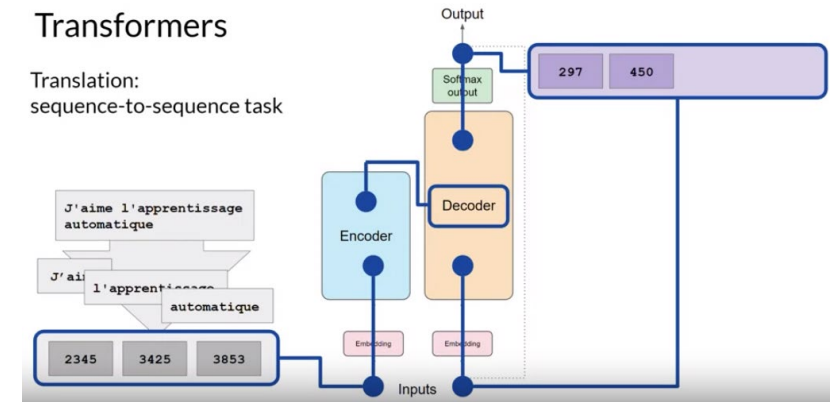 Transformers
Translation:
sequence-to-sequence task
J'aime l'apprentissage
automatique
J'ai
l'apprentissage
automatique
2345 3425 3853
Output
Softmax
output
Decoder
Encoder
Embedding Embedding
Inputs
297 450